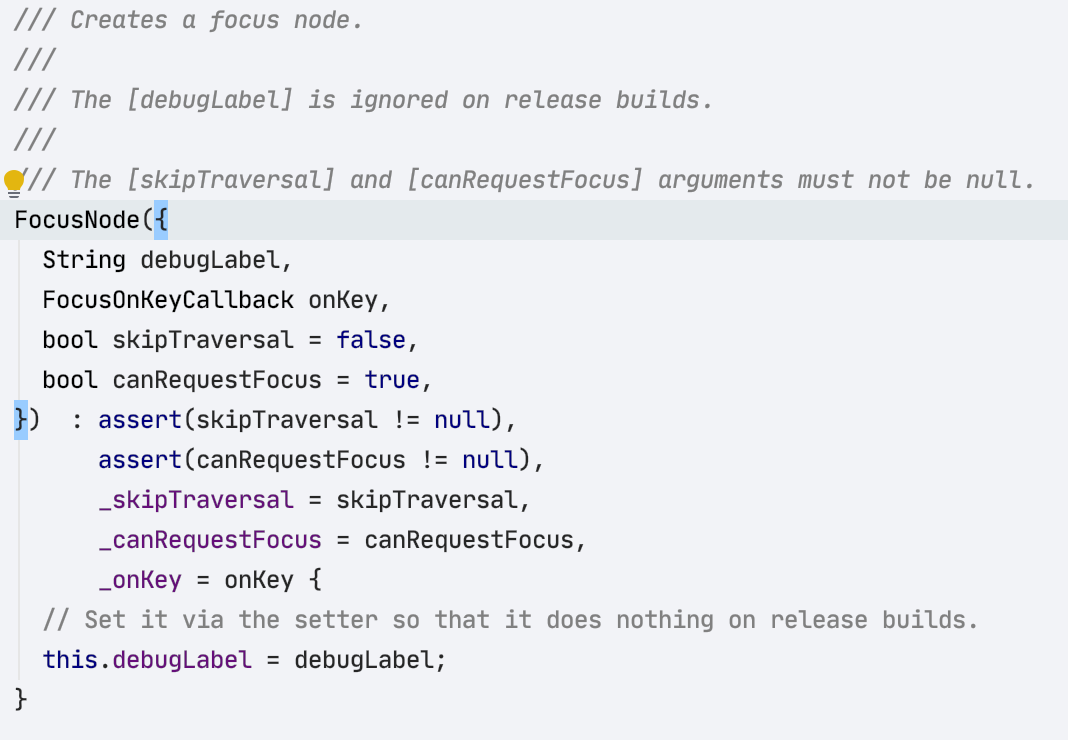 /// Creates a focus node.
///
/// The [debugLabel] is ignored on release builds.
///
/// The [skipTraversal] and [canRequestFocus] arguments must not be null.
FocusNode({
  String debugLabel,
  FocusOnKeyCallback onKey,
  bool skipTraversal = false,
  bool canRequestFocus = true,
})  : assert(skipTraversal != null),
      assert(canRequestFocus != null),
      _skipTraversal = skipTraversal,
      _canRequestFocus = canRequestFocus,
      _onKey = onKey {
  // Set it via the setter so that it does nothing on release builds.
  this.debugLabel = debugLabel;
}